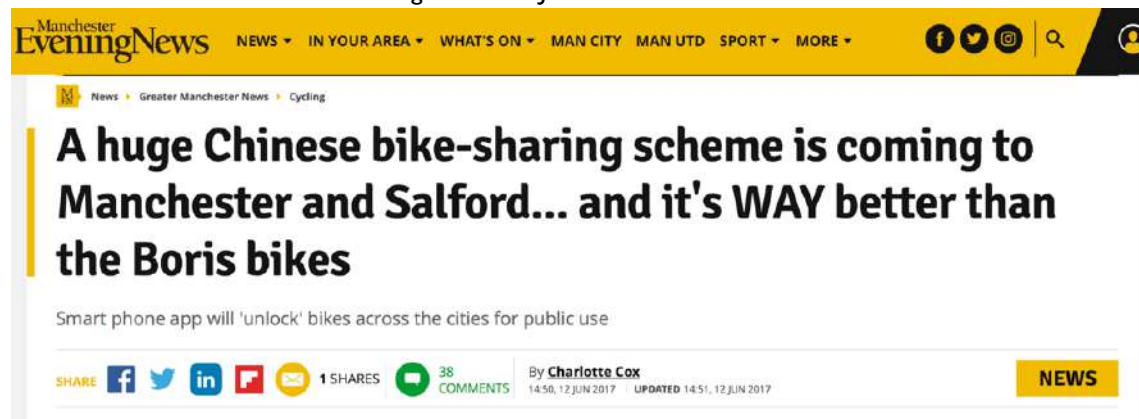 Manchester
EveningNews NEWS IN YOUR AREA WHAT'S ON MAN CITY MAN UTD SPORT MORE
News Greater Manchester News Cycling
A huge Chinese bike-sharing scheme is coming to
Manchester and Salford... and it's WAY better than
the Boris bikes
Smart phone app will 'unlock' bikes across the cities for public use
SHARE 1 SHARES 38 COMMENTS By Charlotte Cox
14:50, 12 JUN 2017 UPDATED 14:51, 12 JUN 2017
NEWS